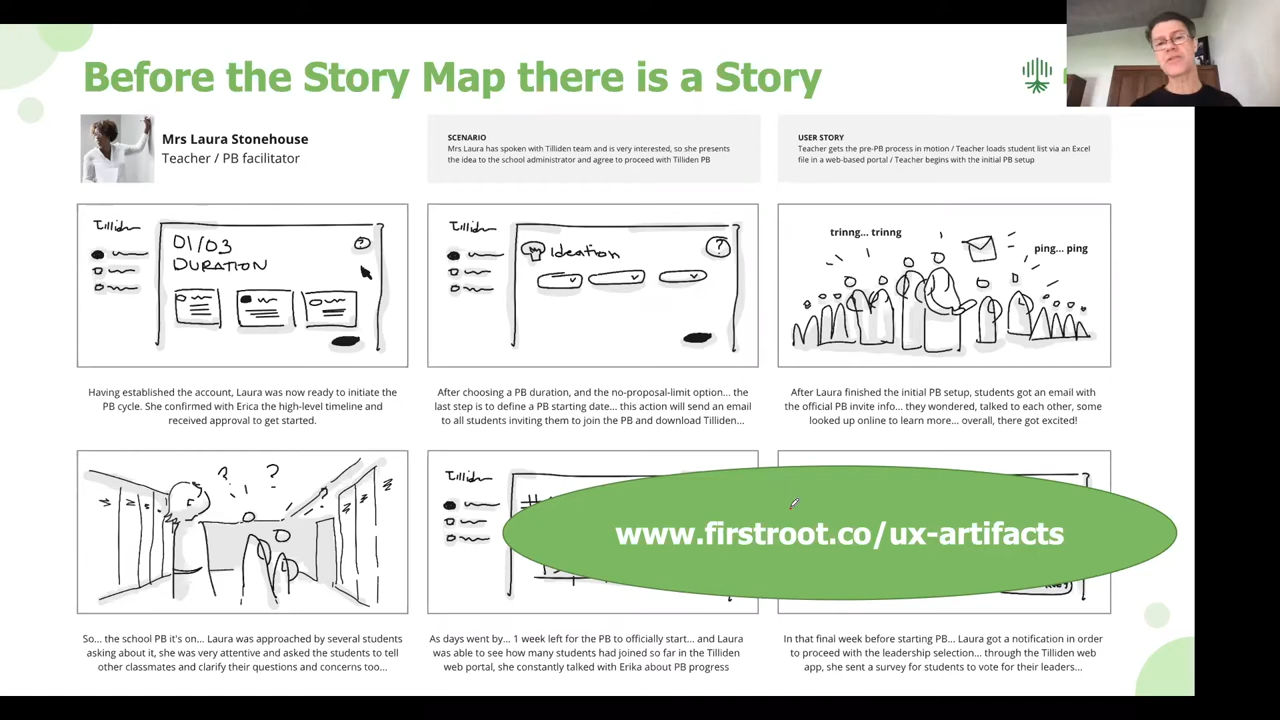 Before the Story Map there is a Story
Mrs Laura Stonehouse
Teacher / PB facilitator
SCENARIO
Mrs Laura has spoken with Tilliden team and is very interested, so she presents
the idea to the school administrator and agree to proceed with Tilliden PB
USER STORY
Teacher gets the pre-PB process in motion / Teacher loads student list via an Excel
file in a web-based portal / Teacher begins with the initial PB setup
Tilliden
01/03
DURATION
?
Tilliden
Ideation
?
trinng... trinng
ping... ping
Having established the account, Laura was now ready to initiate the
PB cycle. She confirmed with Erica the high-level timeline and
received approval to get started.
After choosing a PB duration, and the no-proposal-limit option... the
last step is to define a PB starting date... this action will send an email
to all students inviting them to join the PB and download Tilliden...
After Laura finished the initial PB setup, students got an email with
the official PB invite info... they wondered, talked to each other, some
looked up online to learn more... overall, there got excited!
? ?
Tilliden
#
www.firstroot.co/ux-artifacts
So... the school PB it's on... Laura was approached by several students
asking about it, she was very attentive and asked the students to tell
other classmates and clarify their questions and concerns too...
As days went by... 1 week left for the PB to officially start... and Laura
was able to see how many students had joined so far in the Tilliden
web portal, she constantly talked with Erika about PB progress
In that final week before starting PB... Laura got a notification in order
to proceed with the leadership selection... through the Tilliden web
app, she sent a survey for students to vote for their leaders...